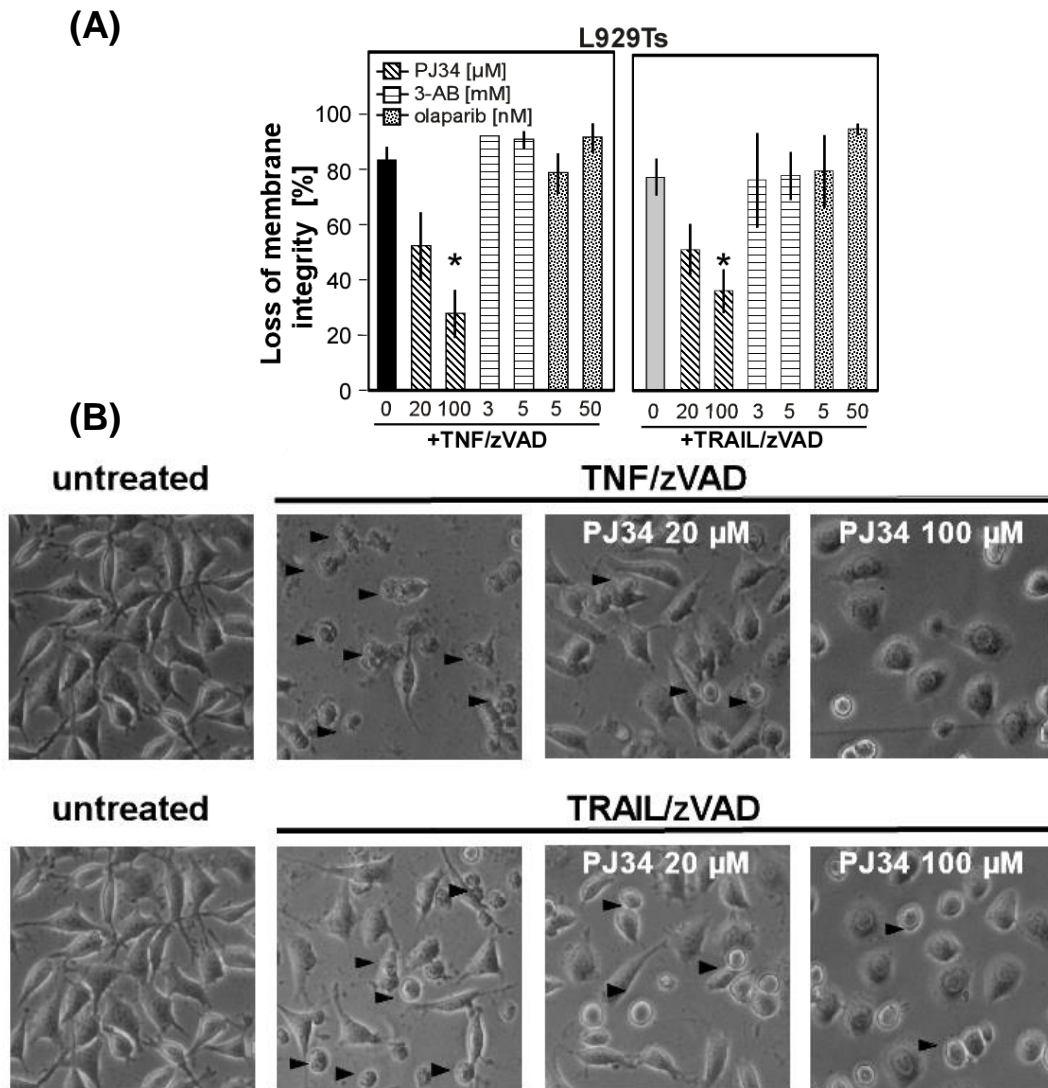 (A)
L929Ts
PJ34 [µM]
3-AB [mM]
olaparib [nM]
Loss of membrane
integrity [%]
100
80
60
40
20
0
*
*
0 20 100 3 5 5 50
0 20 100 3 5 5 50
+TNF/zVAD
+TRAIL/zVAD
(B)
untreated
TNF/zVAD
PJ34 20 µM
PJ34 100 µM
untreated
TRAIL/zVAD
PJ34 20 µM
PJ34 100 µM